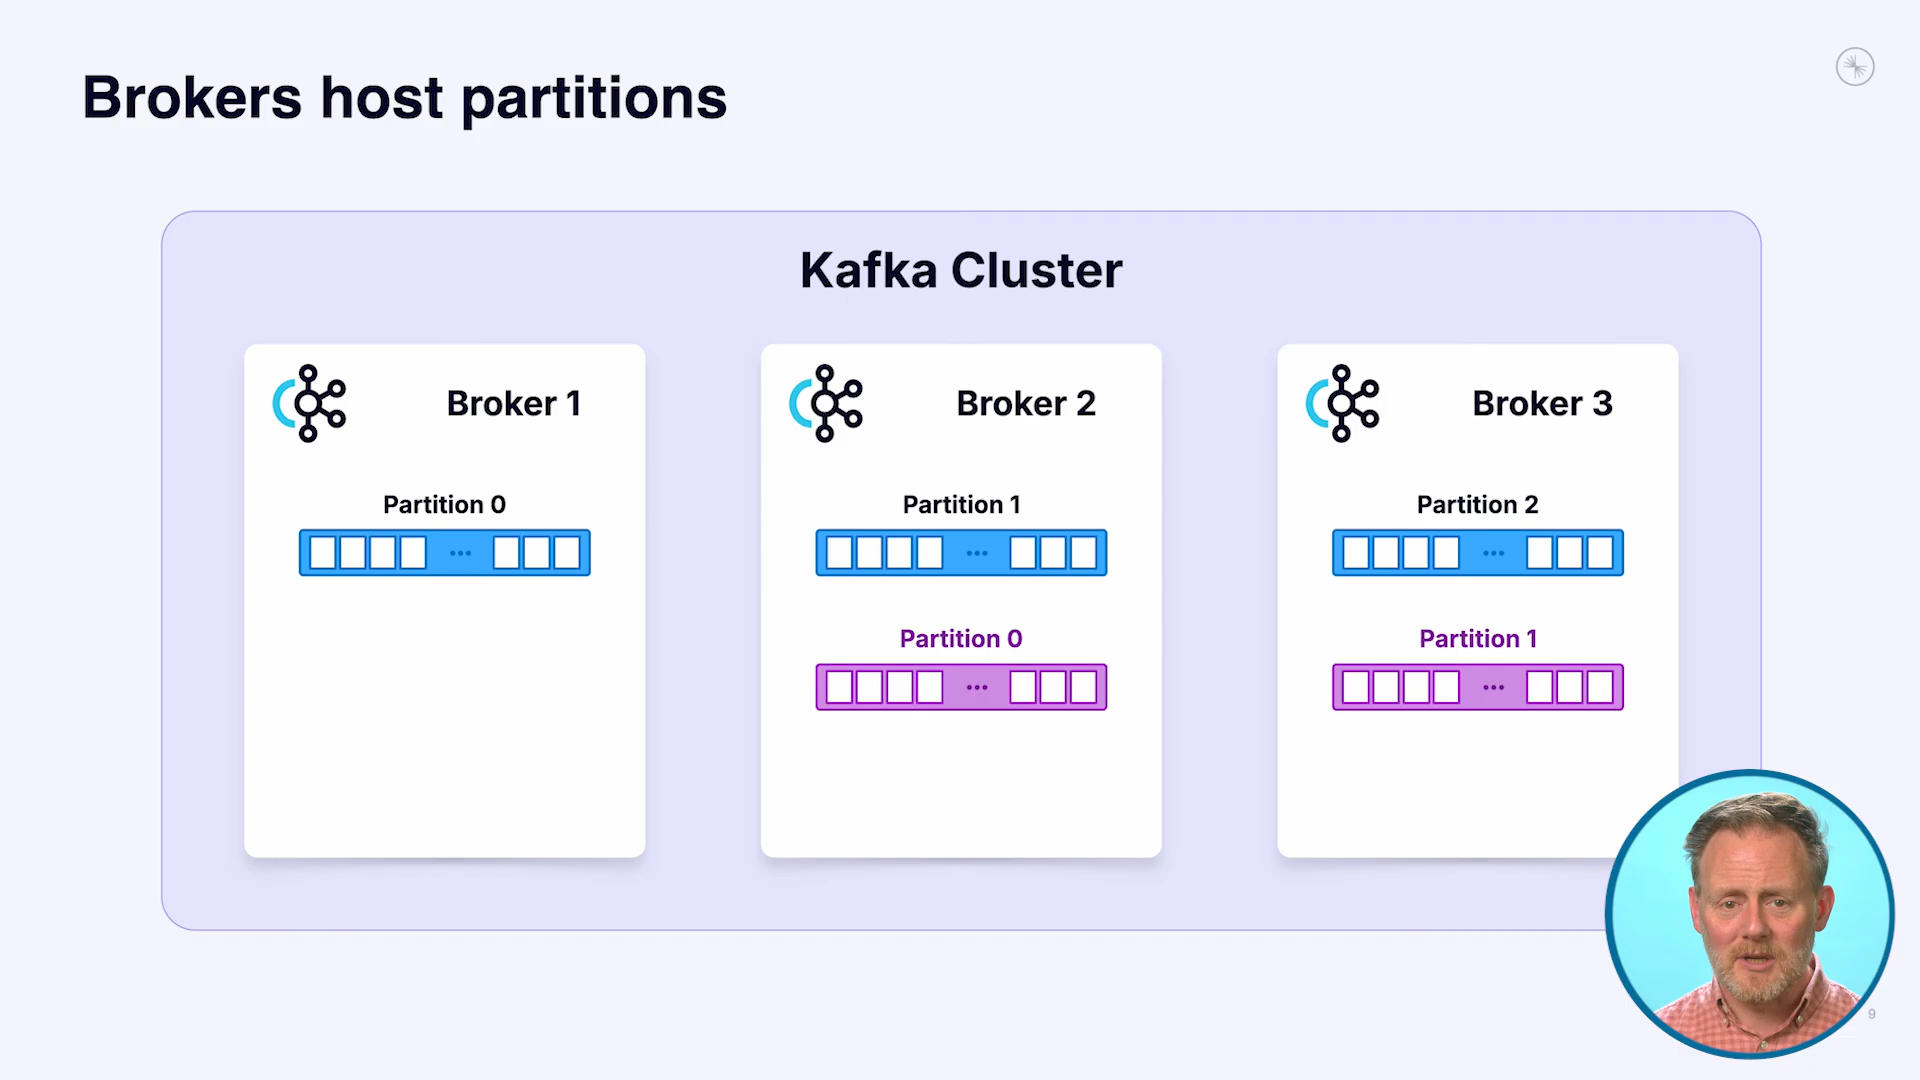 Brokers host partitions
Kafka Cluster
Broker 1
Partition 0
...
Broker 2
Partition 1
...
Partition 0
...
Broker 3
Partition 2
...
Partition 1
...
9